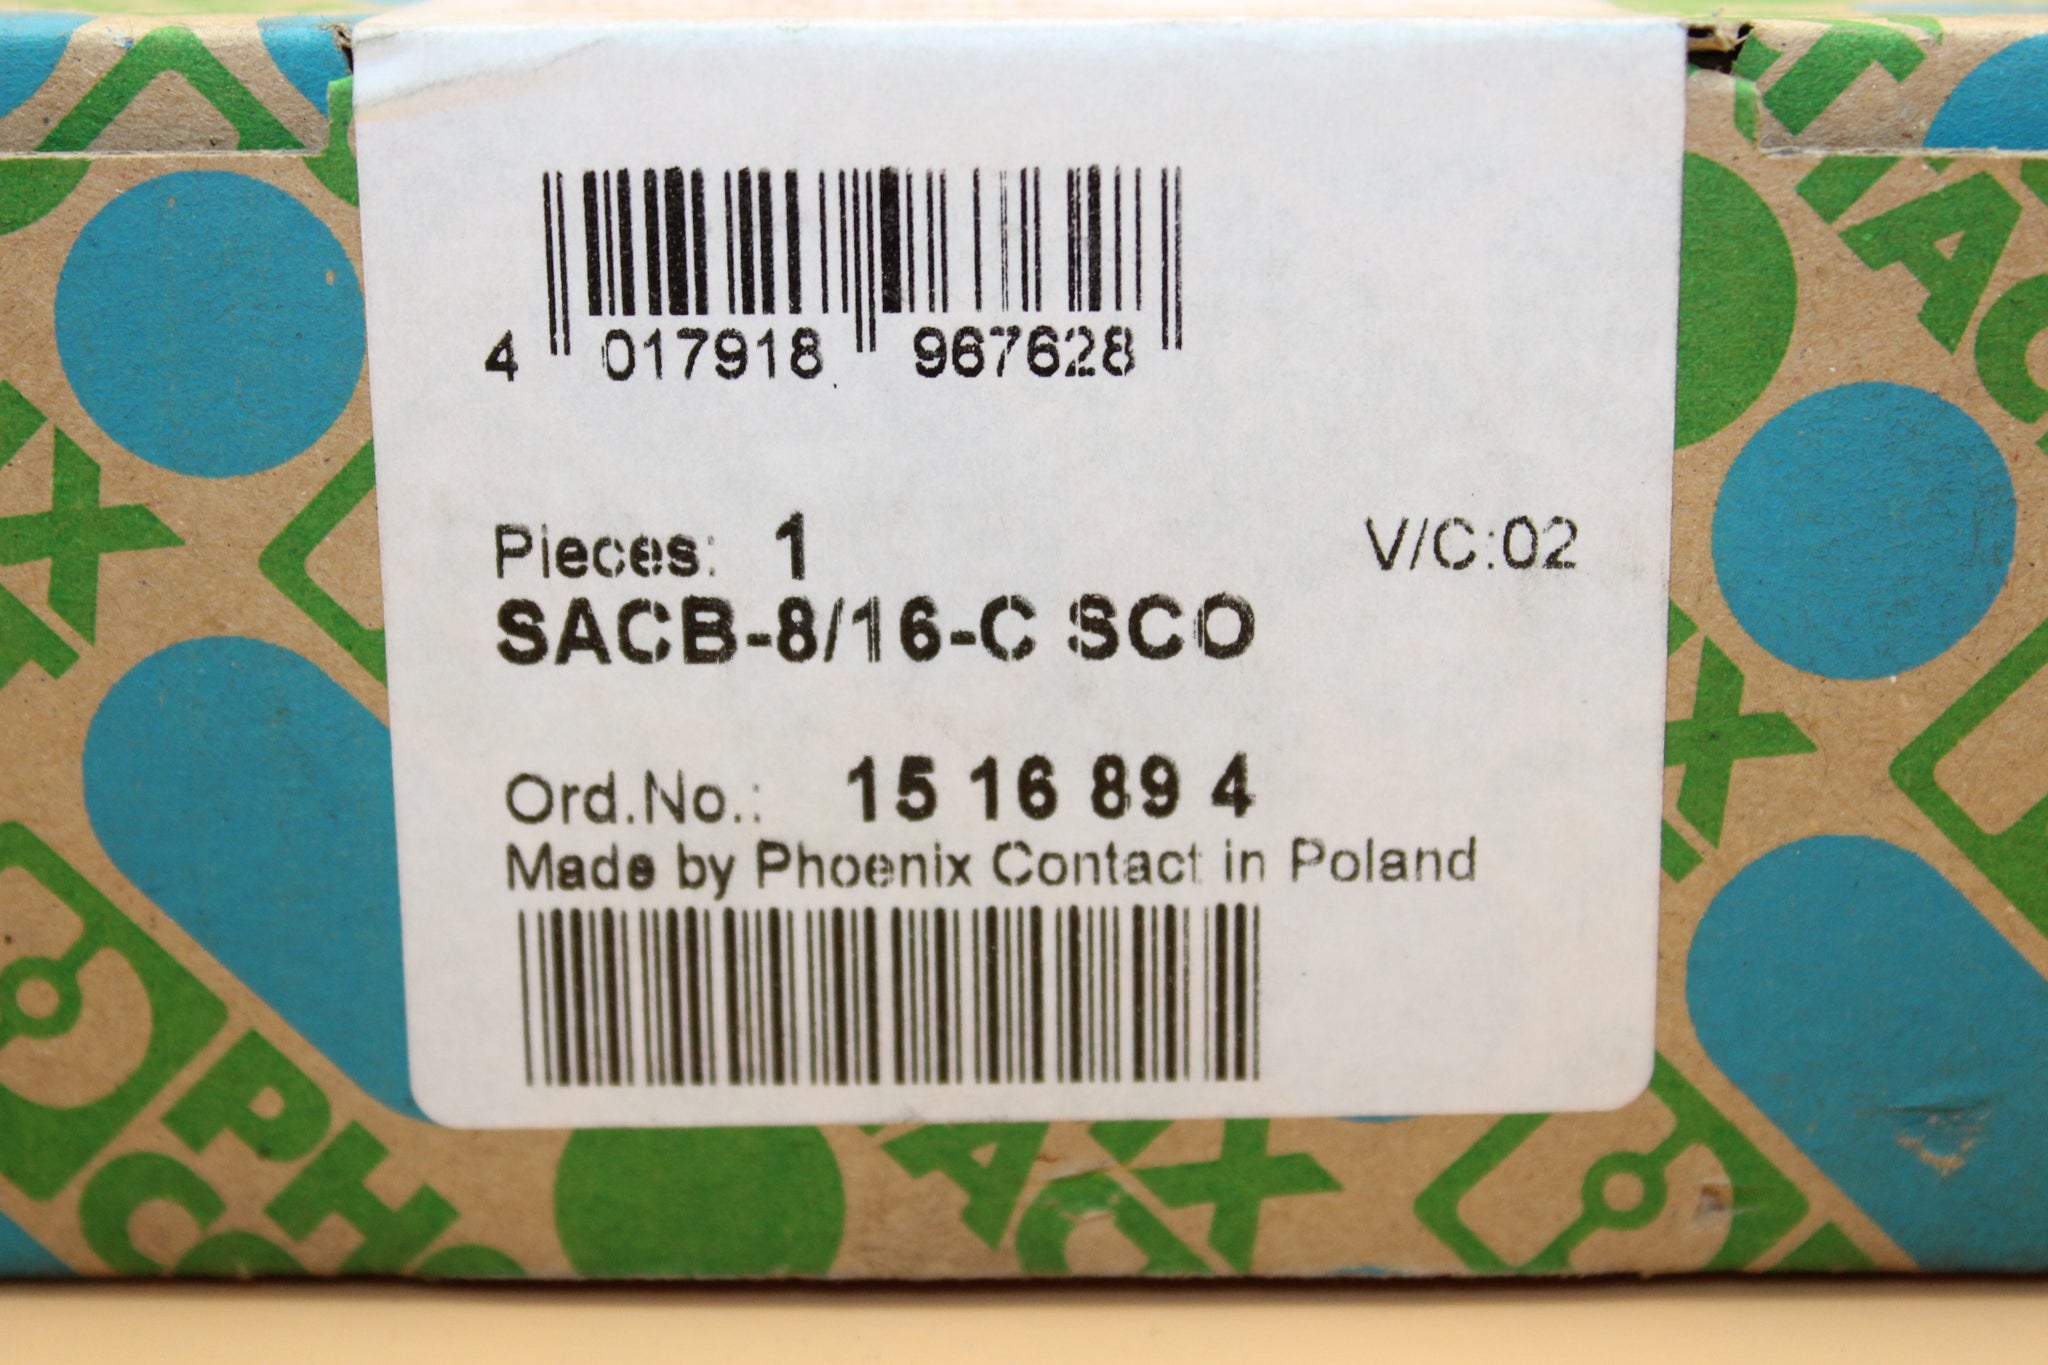 4 017918 967628
Pieces: 1 V/C:02
SACB-8/16-C SCO
Ord.No.: 15 16 89 4
Made by Phoenix Contact in Poland